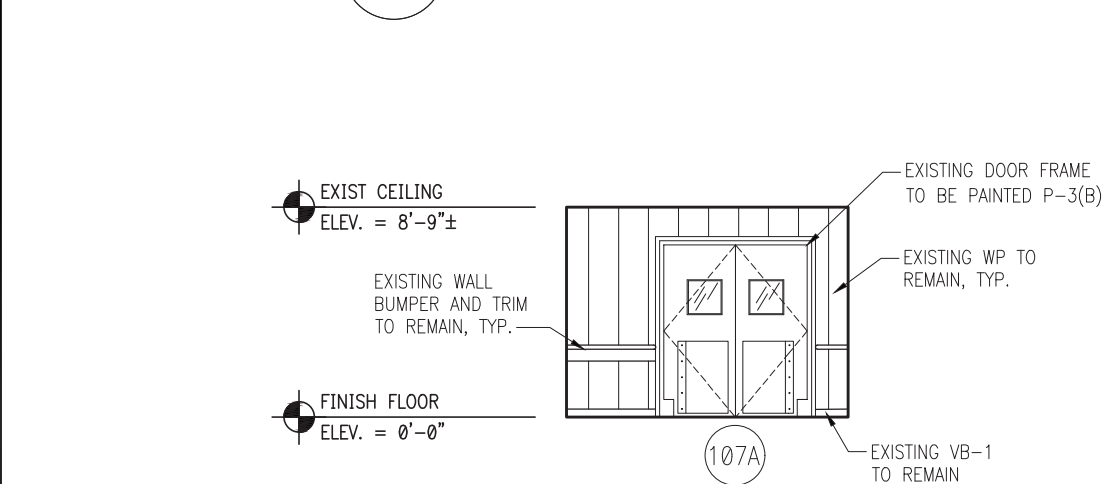 EXIST CEILING
ELEV. = 8'-9"±
EXISTING DOOR FRAME
TO BE PAINTED P-3(B)
EXISTING WP TO
REMAIN, TYP.
EXISTING WALL
BUMPER AND TRIM
TO REMAIN, TYP.
FINISH FLOOR
ELEV. = 0'-0"
107A
EXISTING VB-1
TO REMAIN